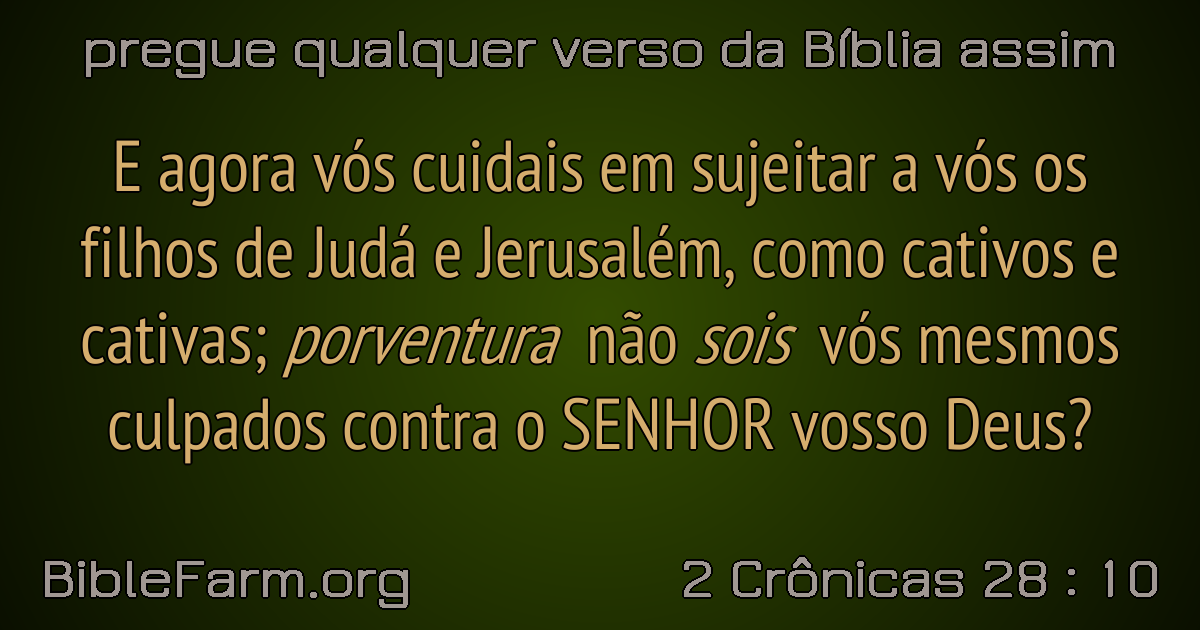 pregue qualquer verso da Bíblia assim
E agora vós cuidais em sujeitar a vós os
filhos de Judá e Jerusalém, como cativos e
cativas; porventura não sois vós mesmos
culpados contra o SENHOR vosso Deus?
BibleFarm.org
2 Crônicas 28 : 10